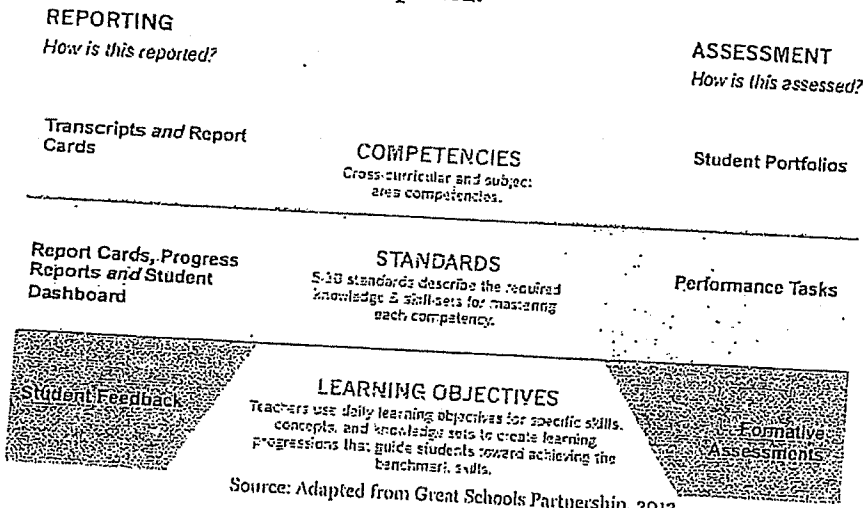 REPORTING
How is this reported?
ASSESSMENT
How is this assessed?
Transcripts and Report
Cards
COMPETENCIES
Cross-curricular and subject
area competencies.
Student Portfolios
Report Cards, Progress
Reports and Student
Dashboard
STANDARDS
5-10 standards describe the required
knowledge & skill-sets for mastering
each competency.
Performance Tasks
Student Feedback
LEARNING OBJECTIVES
Teachers use daily learning objectives for specific skills,
concepts, and knowledge sets to create learning
progressions that guide students toward achieving the
benchmark skills.
Formative
Assessments
Source: Adapted from Great Schools Partnership,